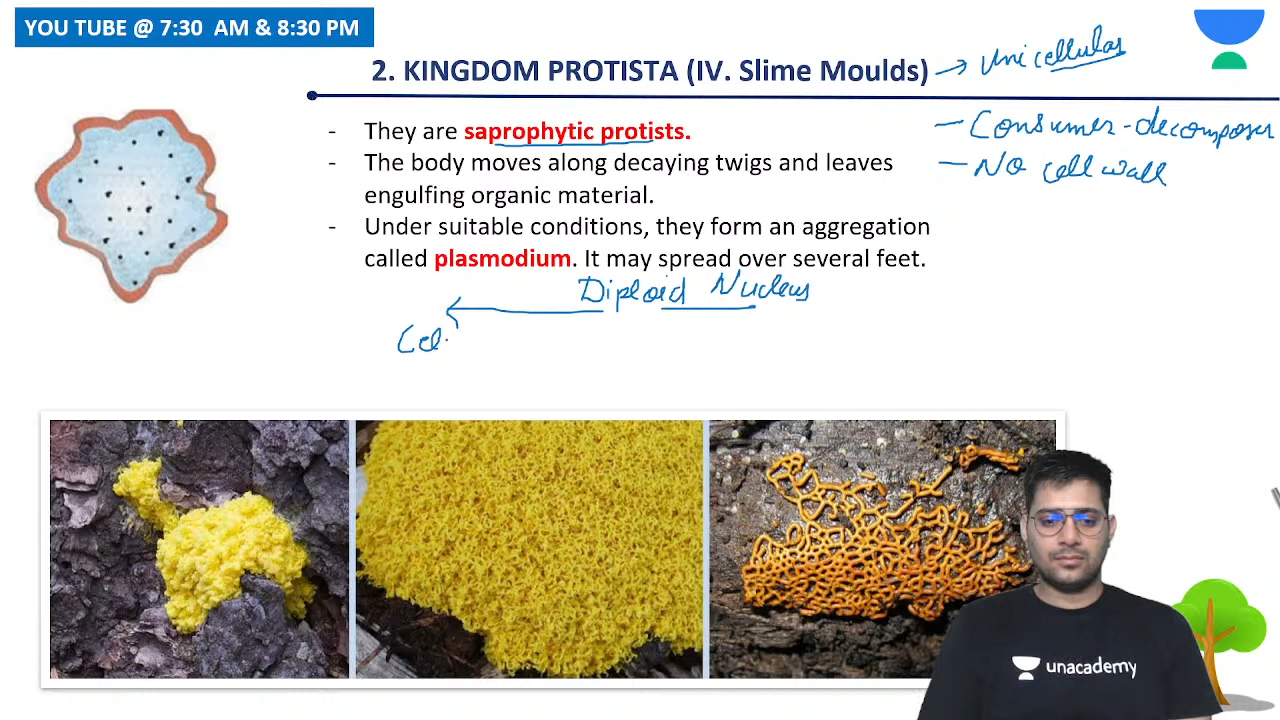 YOU TUBE @ 7:30 AM & 8:30 PM
2. KINGDOM PROTISTA (IV. Slime Moulds) → Unicellular
- They are saprophytic protists.
- Consumer-decomposer
- The body moves along decaying twigs and leaves
engulfing organic material.
- No cell wall
- Under suitable conditions, they form an aggregation
called plasmodium. It may spread over several feet.
Diploid Nucleus
Cel
unacademy